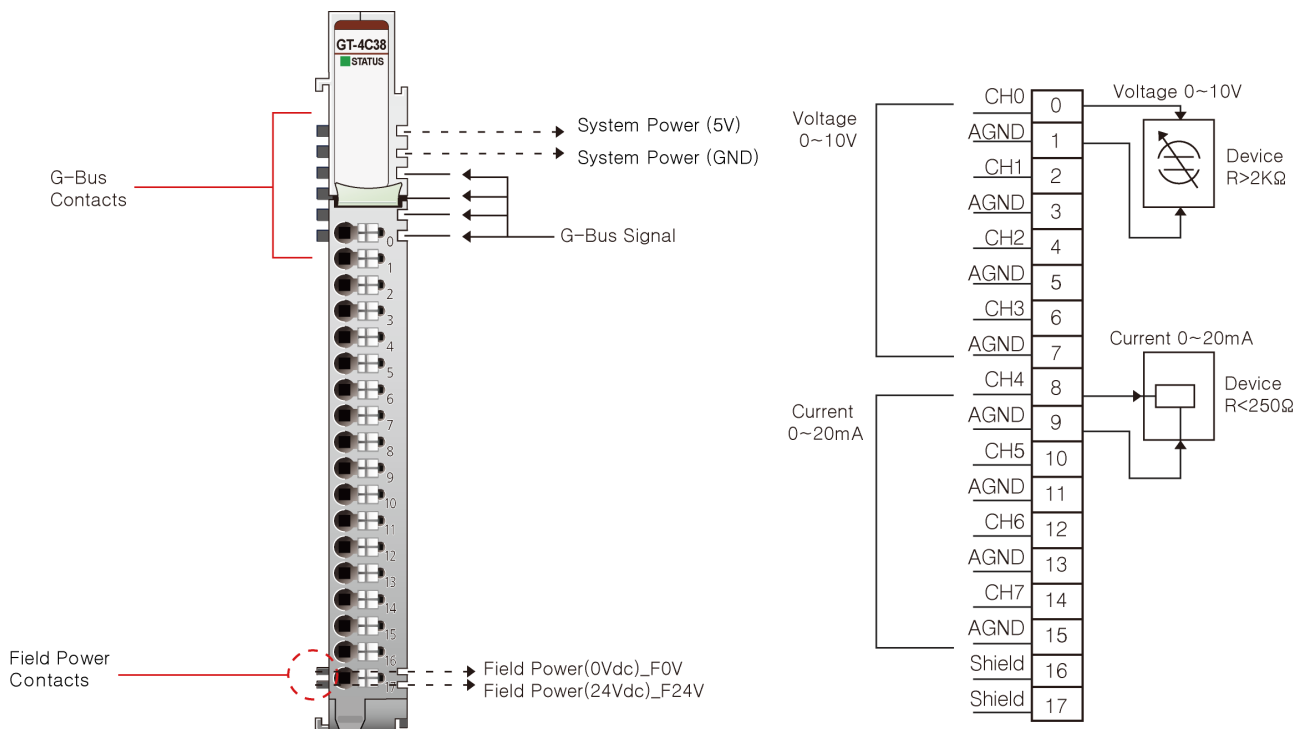 GT-4C38
STATUS
System Power (5V)
System Power (GND)
G-Bus
Contacts
G-Bus Signal
0
1
2
3
4
5
6
7
8
9
10
11
12
13
14
15
16
17
Field Power
Contacts
Field Power(0Vdc)_F0V
Field Power(24Vdc)_F24V
Voltage
0~10V
Current
0~20mA
CH0 0
AGND 1
CH1 2
AGND 3
CH2 4
AGND 5
CH3 6
AGND 7
CH4 8
AGND 9
CH5 10
AGND 11
CH6 12
AGND 13
CH7 14
AGND 15
Shield 16
Shield 17
Voltage 0~10V
Device
R>2KΩ
Current 0~20mA
Device
R<250Ω